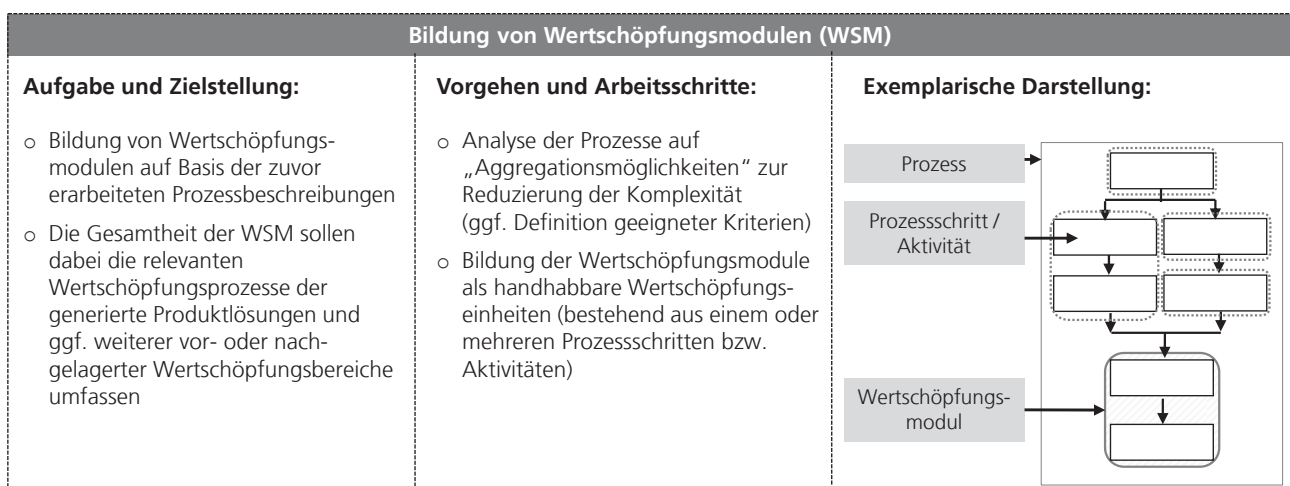 Bildung von Wertschöpfungsmodulen (WSM)
Aufgabe und Zielstellung:
o Bildung von Wertschöpfungs-
modulen auf Basis der zuvor
erarbeiteten Prozessbeschreibungen
o Die Gesamtheit der WSM sollen
dabei die relevanten
Wertschöpfungsprozesse der
generierte Produktlösungen und
ggf. weiterer vor- oder nach-
gelagerter Wertschöpfungsbereiche
umfassen
Vorgehen und Arbeitsschritte:
o Analyse der Prozesse auf
„Aggregationsmöglichkeiten“ zur
Reduzierung der Komplexität
(ggf. Definition geeigneter Kriterien)
o Bildung der Wertschöpfungsmodule
als handhabbare Wertschöpfungs-
einheiten (bestehend aus einem oder
mehreren Prozessschritten bzw.
Aktivitäten)
Exemplarische Darstellung:
Prozess
Prozessschritt /
Aktivität
Wertschöpfungs-
modul